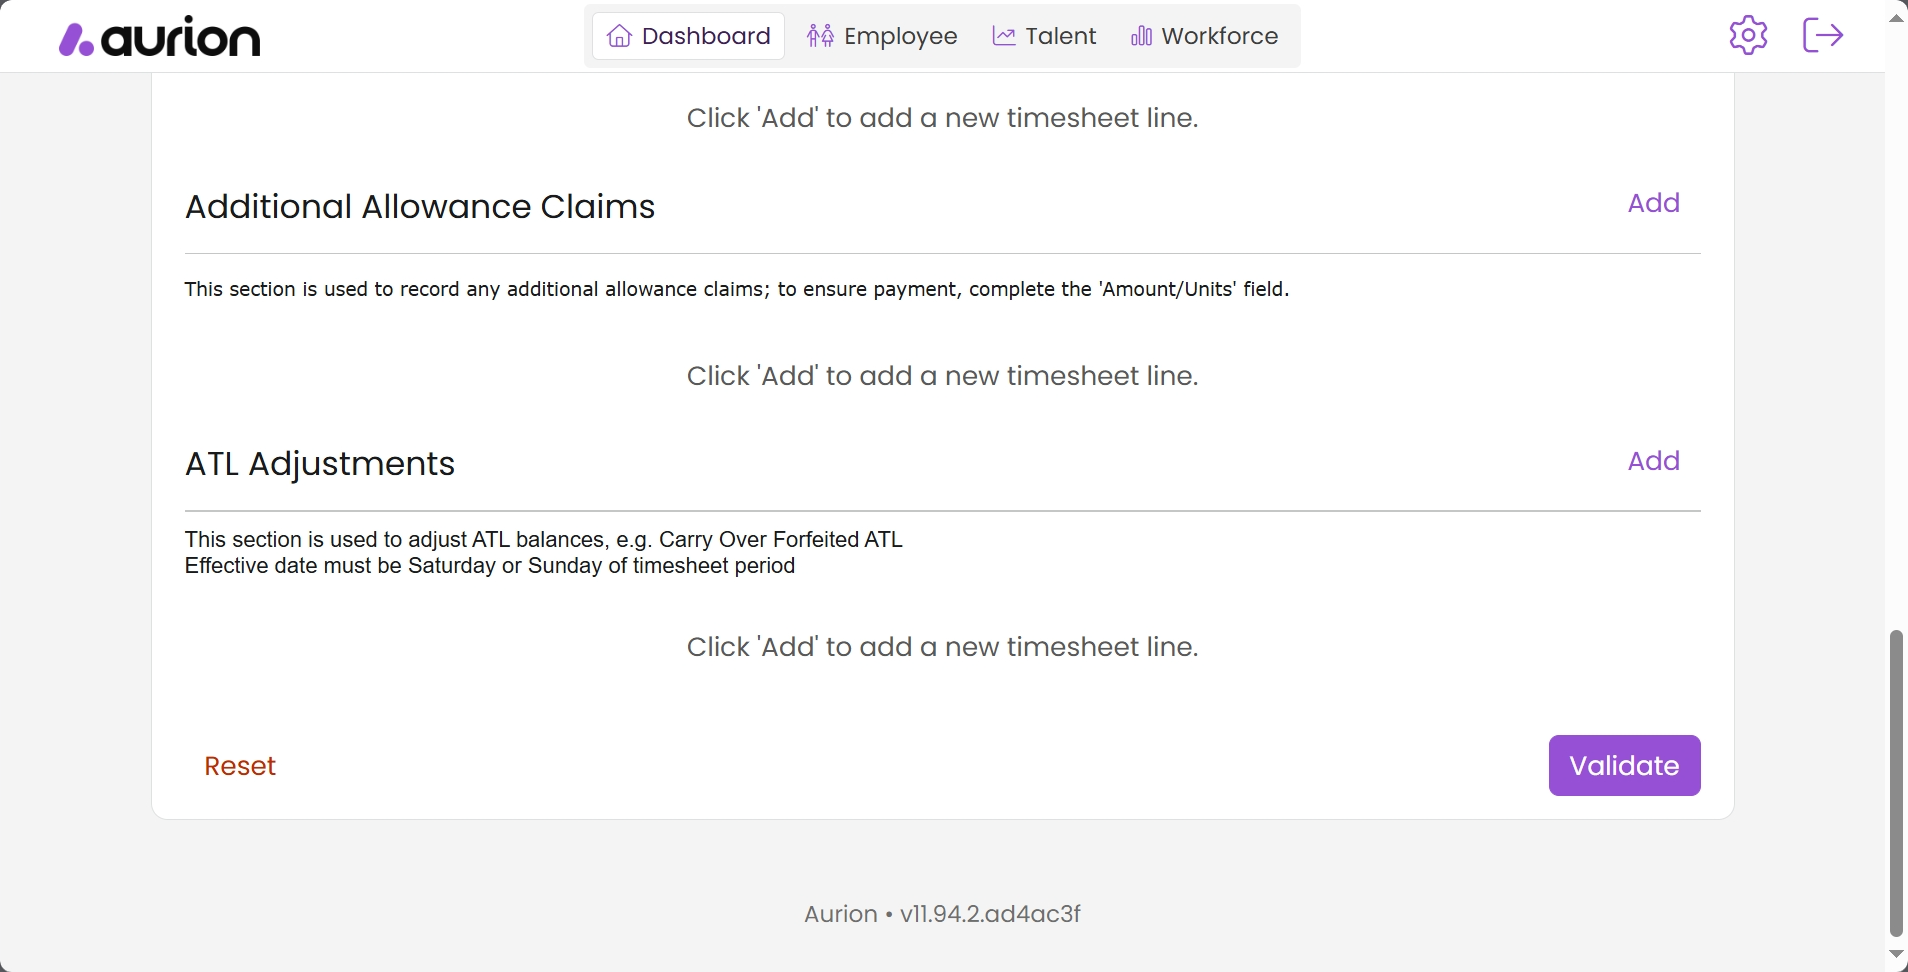 aurion
Dashboard
Employee
Talent
Workforce
Click 'Add' to add a new timesheet line.
Additional Allowance Claims
Add
This section is used to record any additional allowance claims; to ensure payment, complete the 'Amount/Units' field.
Click 'Add' to add a new timesheet line.
ATL Adjustments
Add
This section is used to adjust ATL balances, e.g. Carry Over Forfeited ATL
Effective date must be Saturday or Sunday of timesheet period
Click 'Add' to add a new timesheet line.
Reset
Validate
Aurion • v11.94.2.ad4ac3f